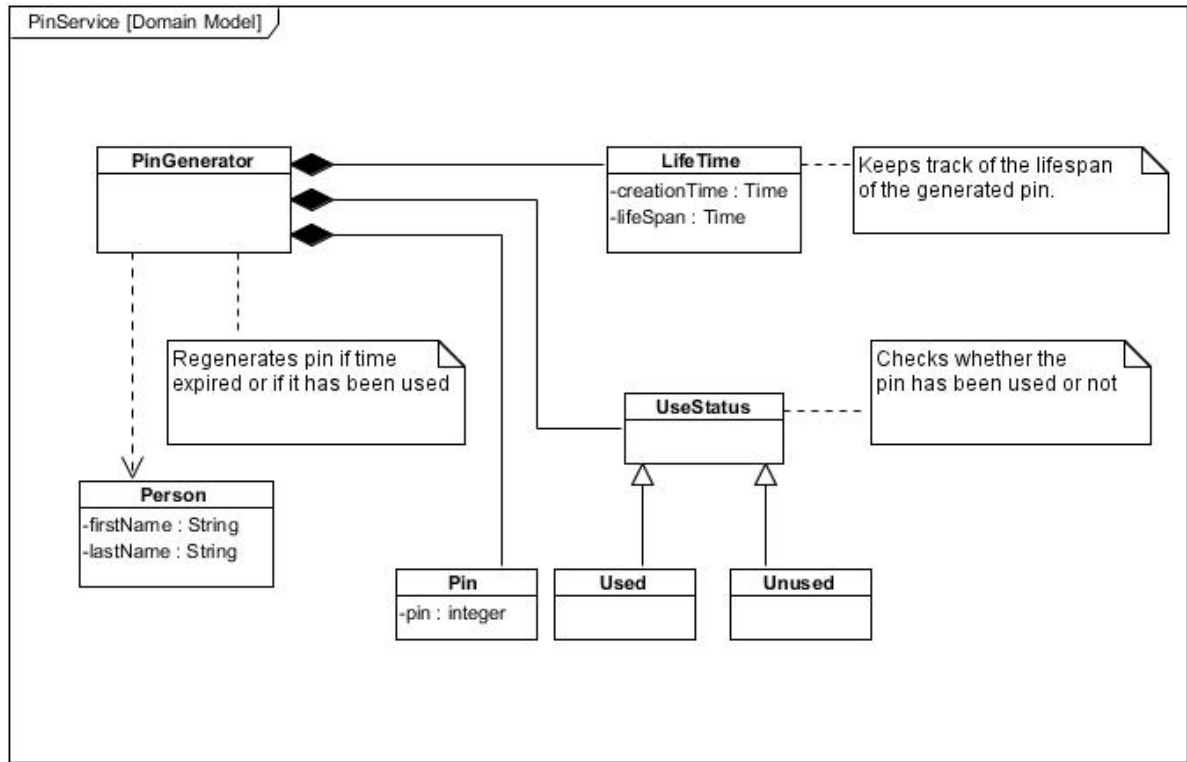 PinService [Domain Model]
PinGenerator
LifeTime
-creationTime : Time
-lifeSpan : Time
Keeps track of the lifespan
of the generated pin.
Regenerates pin if time
expired or if it has been used
Checks whether the
pin has been used or not
UseStatus
Person
-firstName : String
-lastName : String
Pin
-pin : integer
Used
Unused